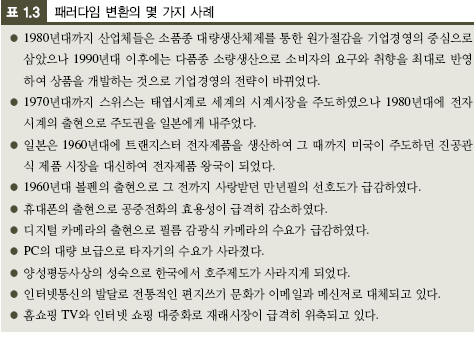 표 1.3 패러다임 변환의 몇 가지 사례
● 1980년대까지 산업체들은 소품종 대량생산체제를 통한 원가절감을 기업경영의 중심으로
삼았으나 1990년대 이후에는 다품종 소량생산으로 소비자의 요구와 취향을 최대로 반영
하여 상품을 개발하는 것으로 기업경영의 전략이 바뀌었다.
● 1970년대까지 스위스는 태엽시계로 세계의 시계시장을 주도하였으나 1980년대에 전자
시계의 출현으로 주도권을 일본에게 내주었다.
● 일본은 1960년대에 트랜지스터 전자제품을 생산하여 그 때까지 미국이 주도하던 진공관
식 제품 시장을 대신하여 전자제품 왕국이 되었다.
● 1960년대 볼펜의 출현으로 그 전까지 사랑받던 만년필의 선호도가 급감하였다.
● 휴대폰의 출현으로 공중전화의 효용성이 급격히 감소하였다.
● 디지털 카메라의 출현으로 필름 감광식 카메라의 수요가 급감하였다.
● PC의 대량 보급으로 타자기의 수요가 사라졌다.
● 양성평등사상의 성숙으로 한국에서 호주제도가 사라지게 되었다.
● 인터넷통신의 발달로 전통적인 편지쓰기 문화가 이메일과 메신저로 대체되고 있다.
● 홈쇼핑 TV와 인터넷 쇼핑 대중화로 재래시장이 급격히 위축되고 있다.